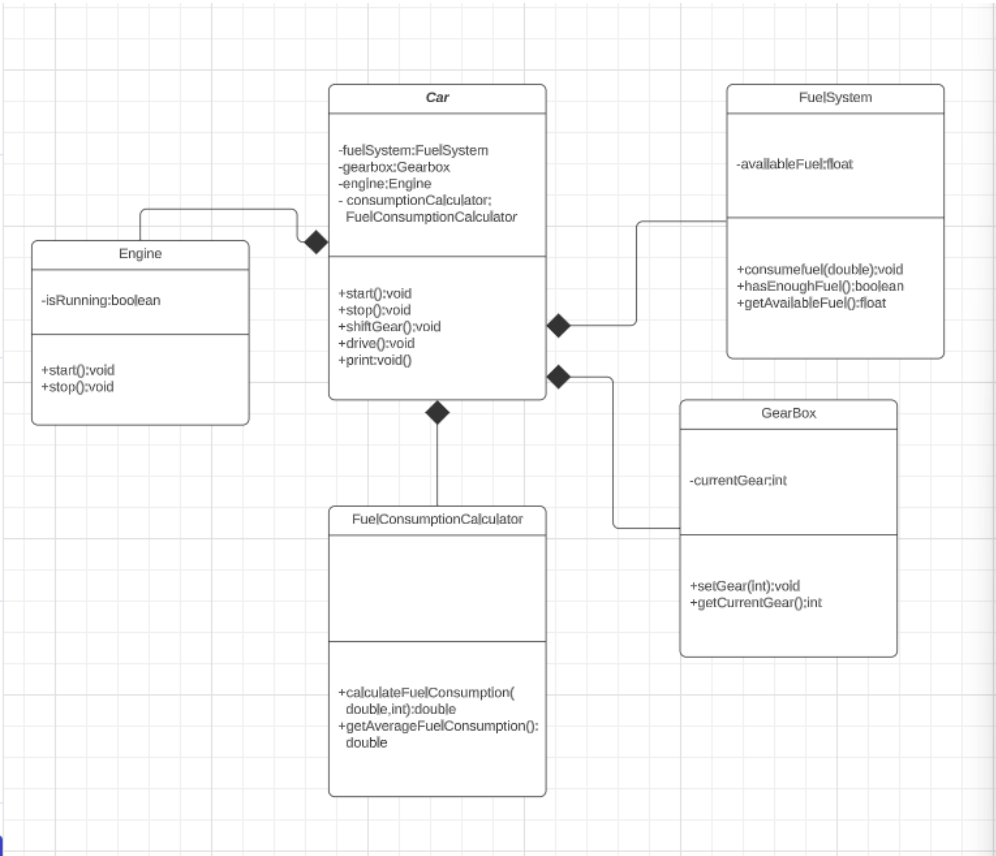 Car
-fuelSystem:FuelSystem
-gearbox:Gearbox
-engine:Engine
- consumptionCalculator:
FuelConsumptionCalculator
+start():void
+stop():void
+shiftGear():void
+drive():void
+print:void()
FuelSystem
-availableFuel:float
+consumefuel(double):void
+hasEnoughFuel():boolean
+getAvailableFuel():float
Engine
-isRunning:boolean
+start():void
+stop():void
GearBox
-currentGear:int
+setGear(int):void
+getCurrentGear():int
FuelConsumptionCalculator
+calculateFuelConsumption(
double,int):double
+getAverageFuelConsumption():
double